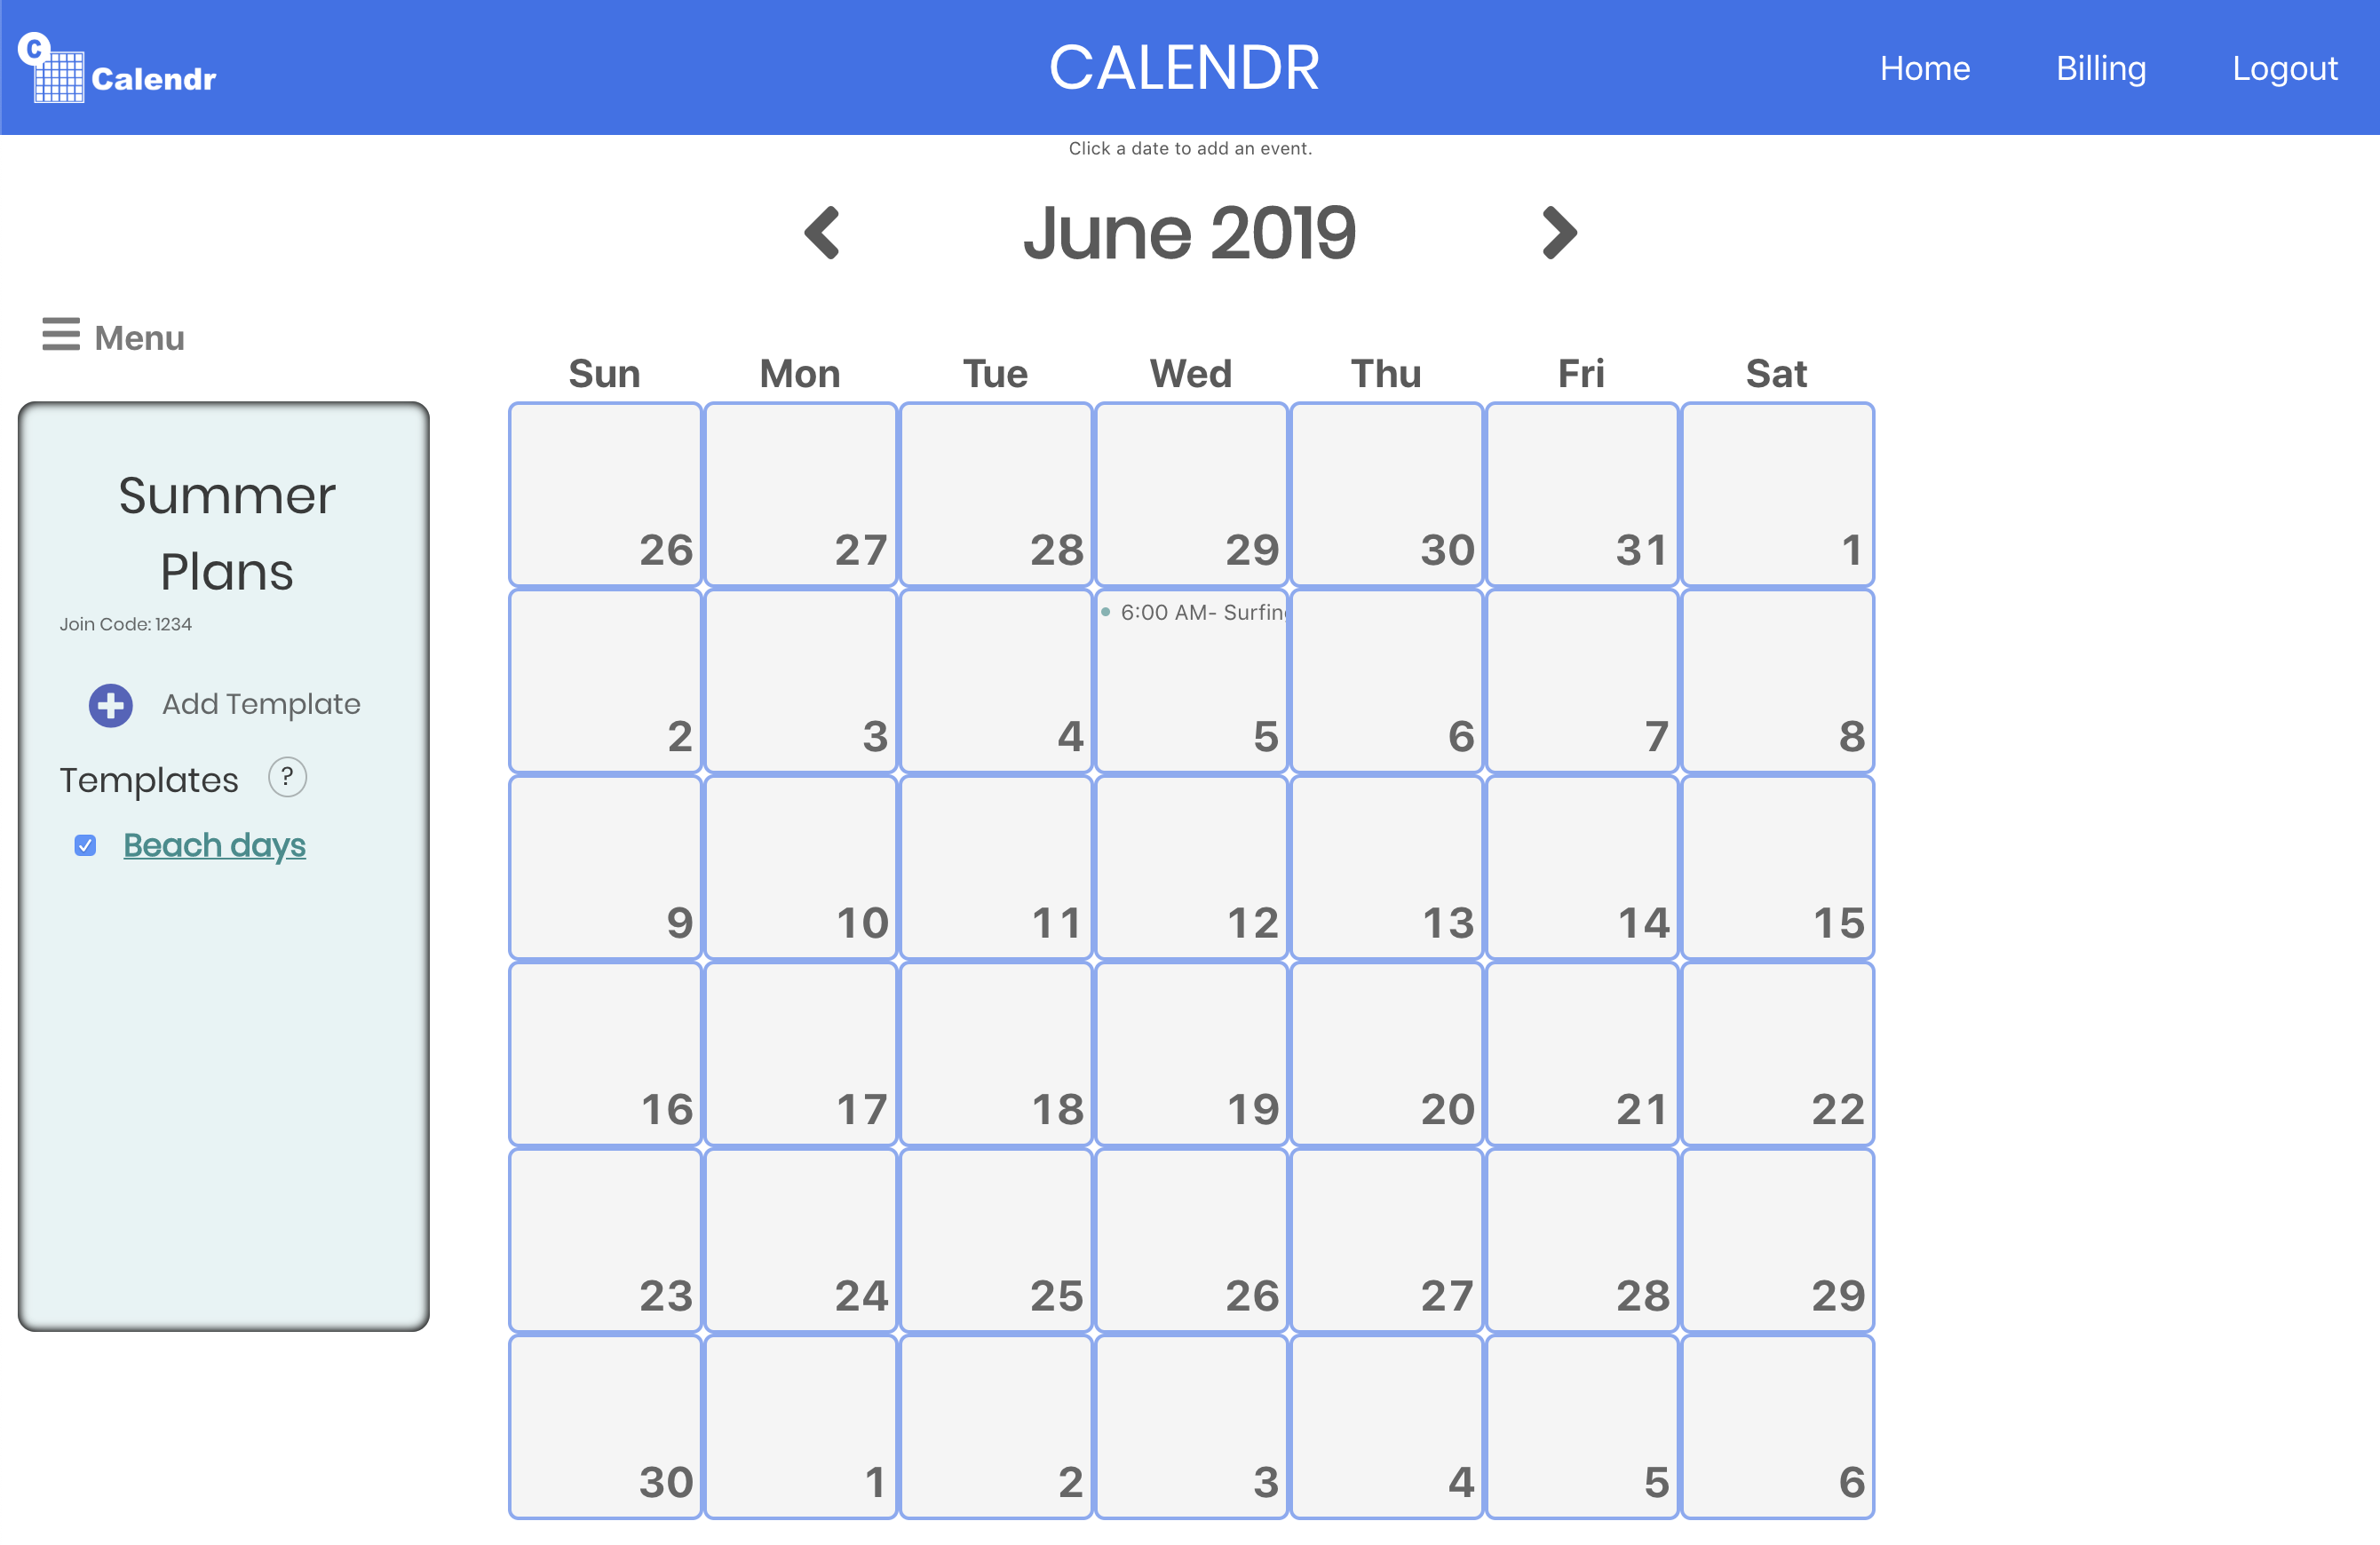 C
Calendr
CALENDR
Home Billing Logout
Click a date to add an event.
June 2019
Menu
Sun Mon Tue Wed Thu Fri Sat
Summer
Plans
Join Code: 1234
Add Template
Templates ?
Beach days
26 27 28 29 30 31 1
6:00 AM- Surfin
2 3 4 5 6 7 8
9 10 11 12 13 14 15
16 17 18 19 20 21 22
23 24 25 26 27 28 29
30 1 2 3 4 5 6